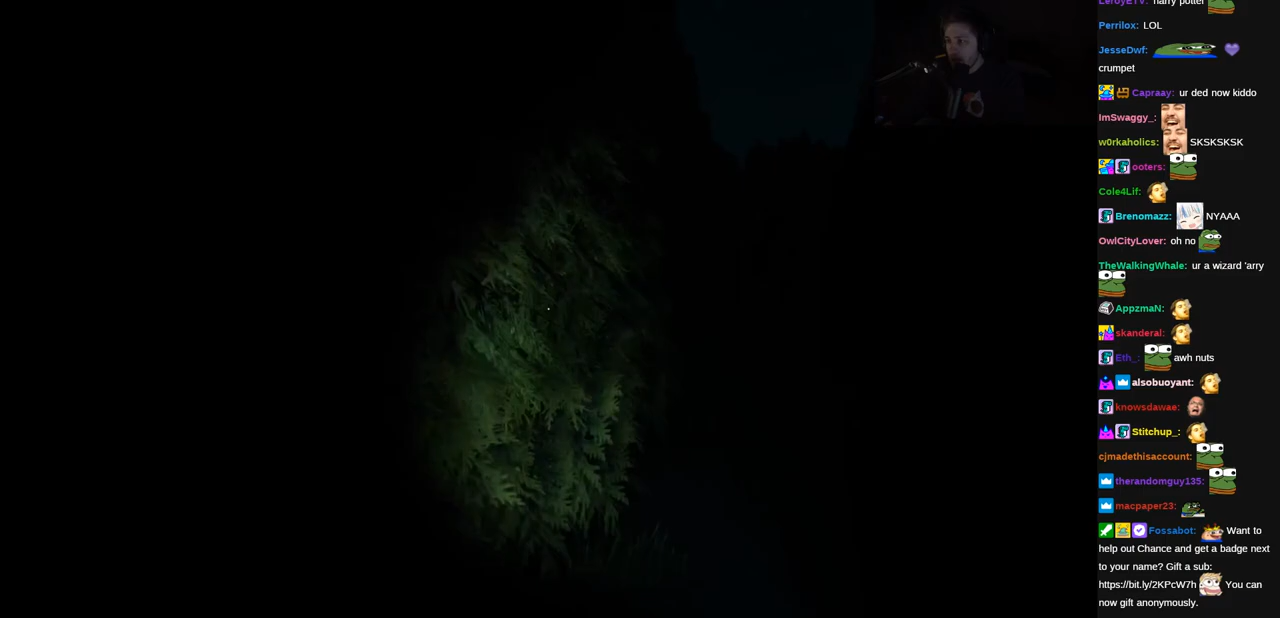 LeroyETV: harry potter
Perrilox: LOL
JesseDwf:
crumpet
Capraay: ur ded now kiddo
ImSwaggy_:
w0rkaholics: SKSKSKSK
ooters:
Cole4Lif:
Brenomazz: NYAAA
OwlCityLover: oh no
TheWalkingWhale: ur a wizard 'arry
AppzmaN:
skanderal:
Eth_: awh nuts
alsobuoyant:
knowsdawae:
Stitchup_:
cjmadethisaccount:
therandomguy135:
macpaper23:
Fossabot: Want to
help out Chance and get a badge next
to your name? Gift a sub:
https://bit.ly/2KPcW7h You can
now gift anonymously.